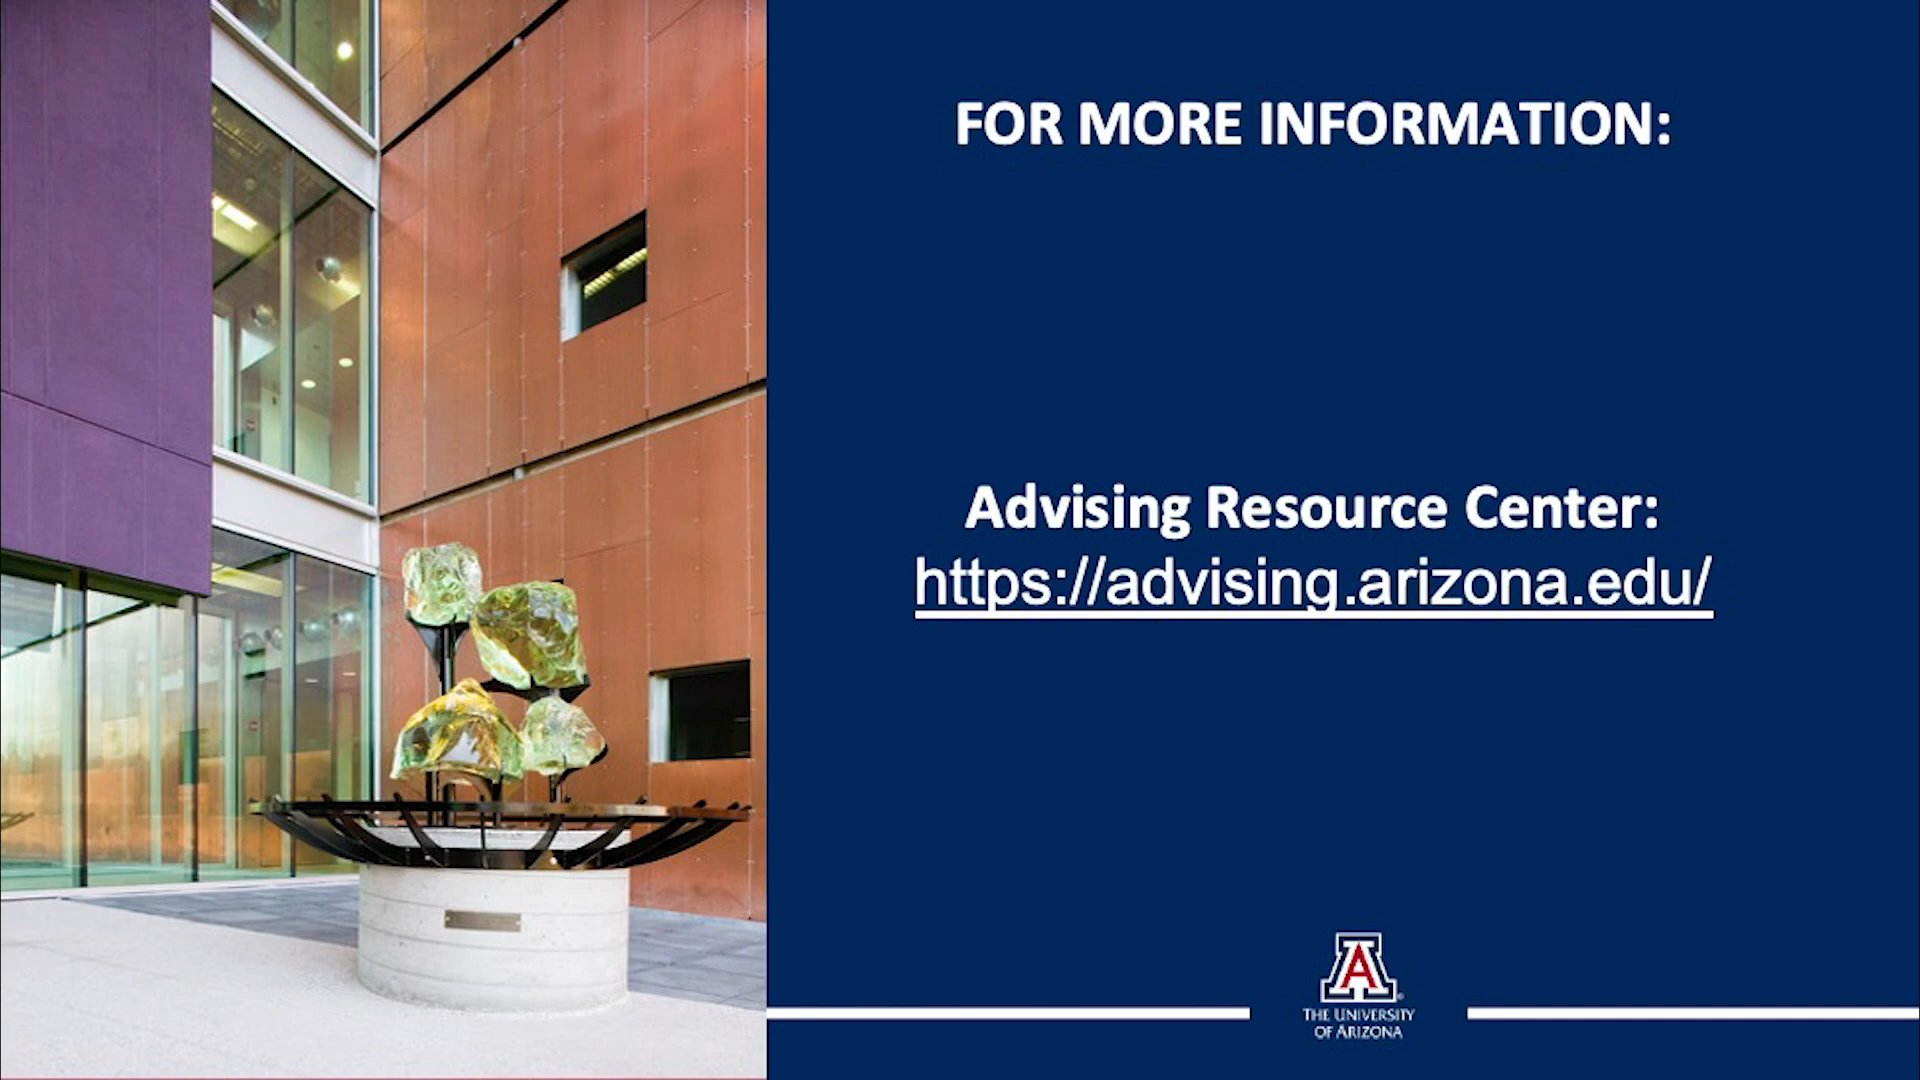 FOR MORE INFORMATION:
Advising Resource Center:
https://advising.arizona.edu/
A
THE UNIVERSITY
OF ARIZONA